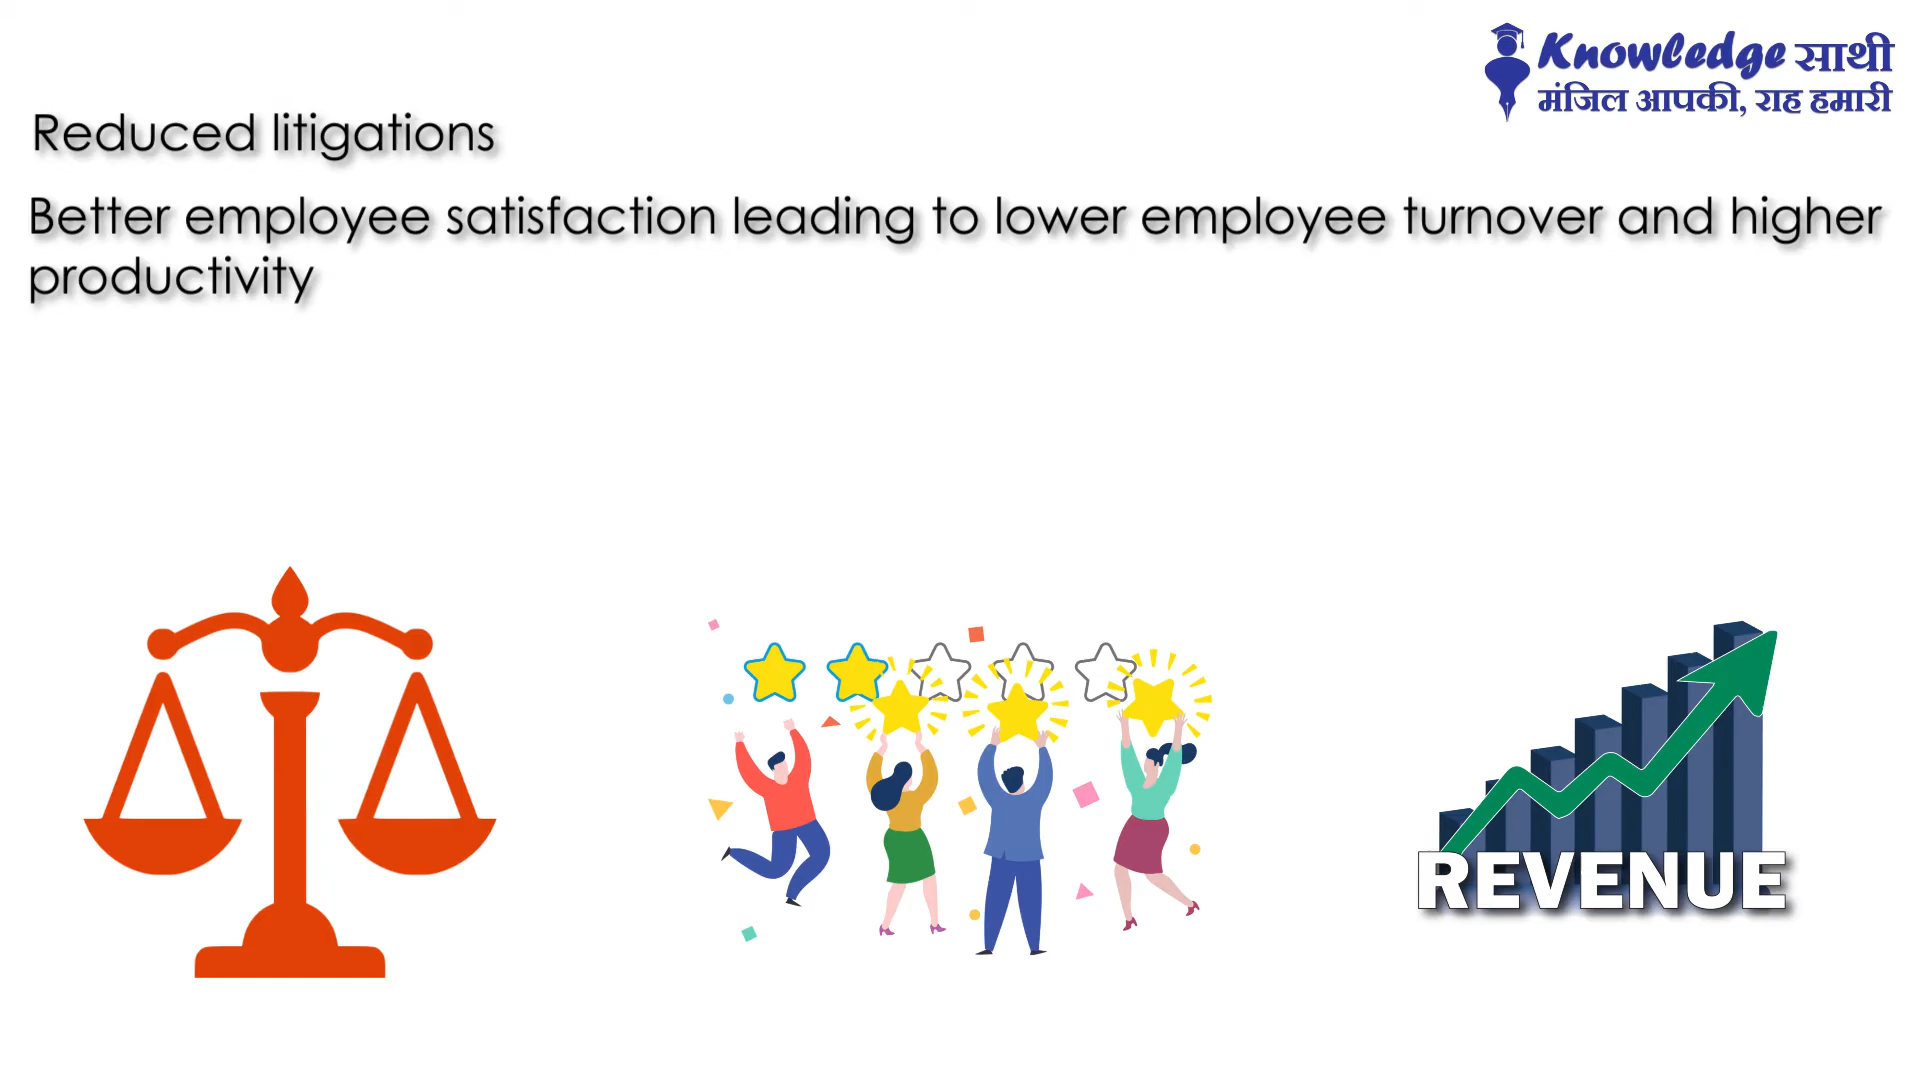 Knowledge साथी
मंजिल आपकी, राह हमारी
Reduced litigations
Better employee satisfaction leading to lower employee turnover and higher
productivity
REVENUE